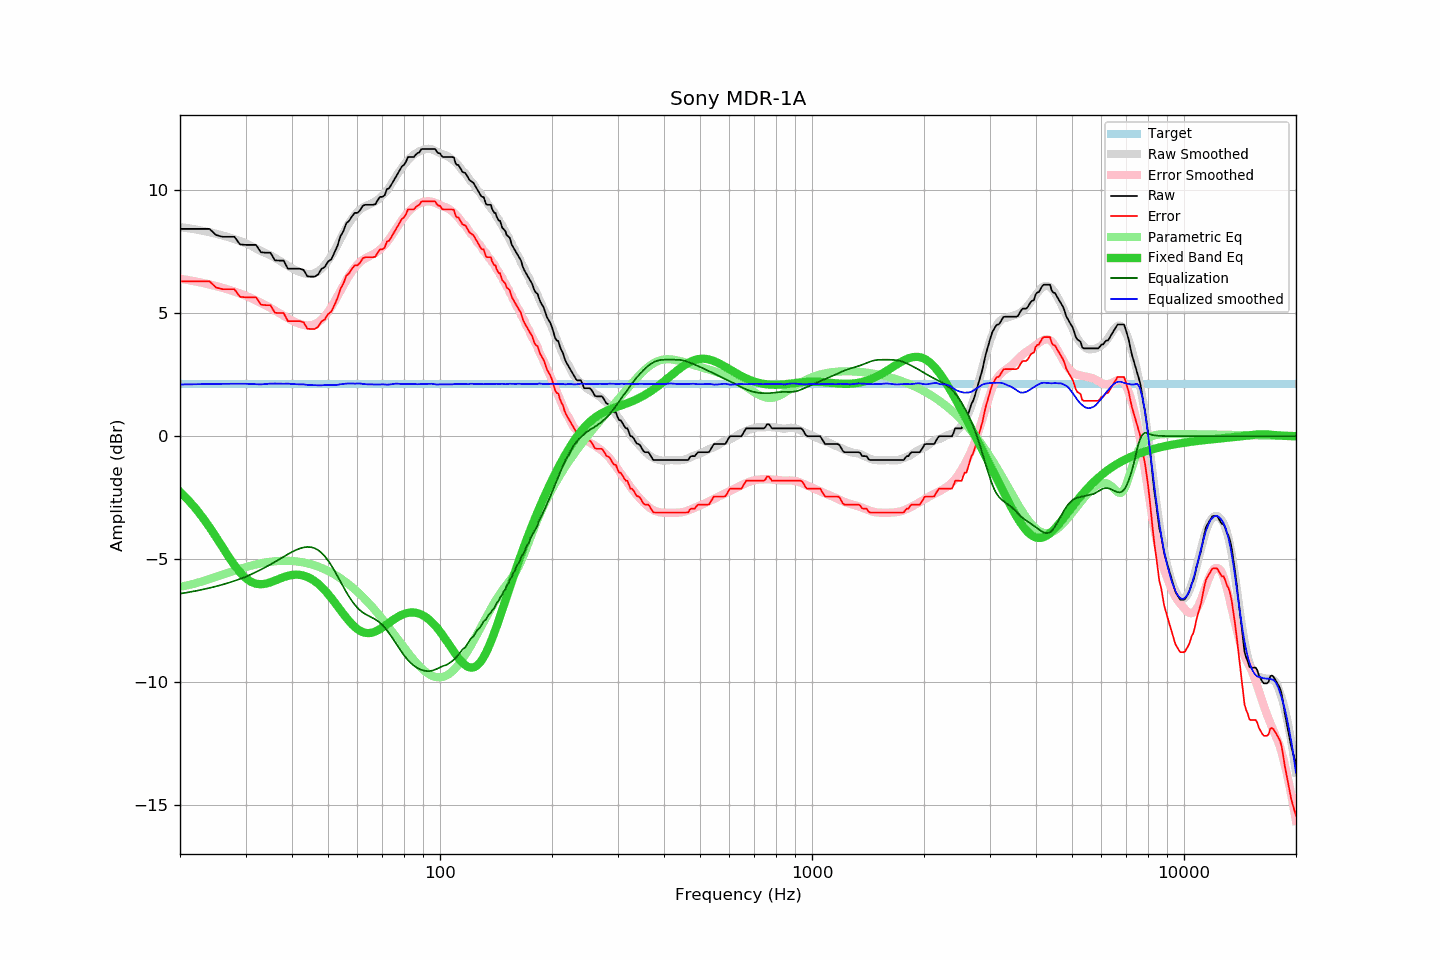 Sony MDR-1A
Target
Raw Smoothed
Error Smoothed
Raw
Error
Parametric Eq
Fixed Band Eq
Equalization
Equalized smoothed
Amplitude (dBr)
10
5
0
−5
−10
−15
100
1000
10000
Frequency (Hz)